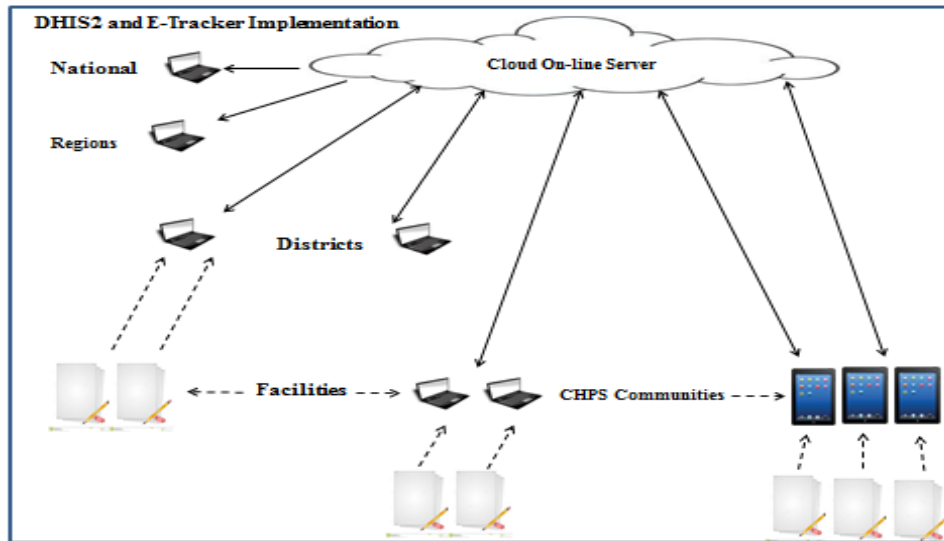 DHIS2 and E-Tracker Implementation
National
Cloud On-line Server
Regions
Districts
Facilities
CHPS Communities